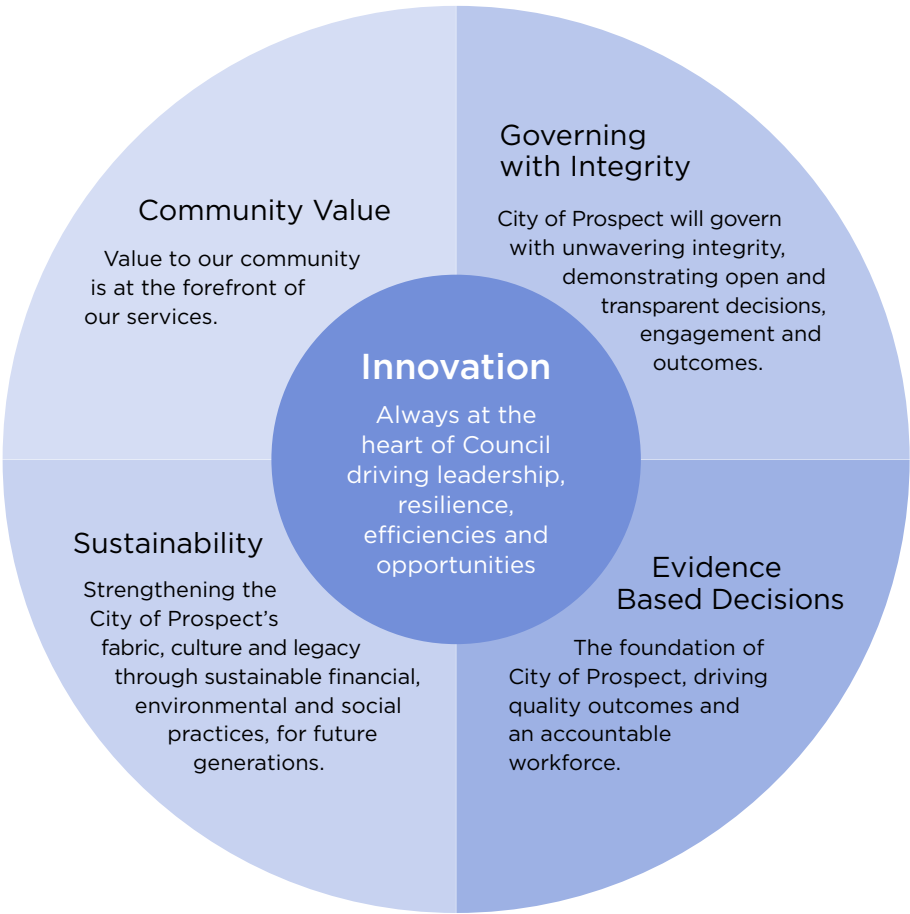 Community Value
Value to our community
is at the forefront of
our services.
Governing
with Integrity
City of Prospect will govern
with unwavering integrity,
demonstrating open and
transparent decisions,
engagement and
outcomes.
Innovation
Always at the
heart of Council
driving leadership,
resilience,
efficiencies and
opportunities
Sustainability
Strengthening the
City of Prospect’s
fabric, culture and legacy
through sustainable financial,
environmental and social
practices, for future
generations.
Evidence
Based Decisions
The foundation of
City of Prospect, driving
quality outcomes and
an accountable
workforce.